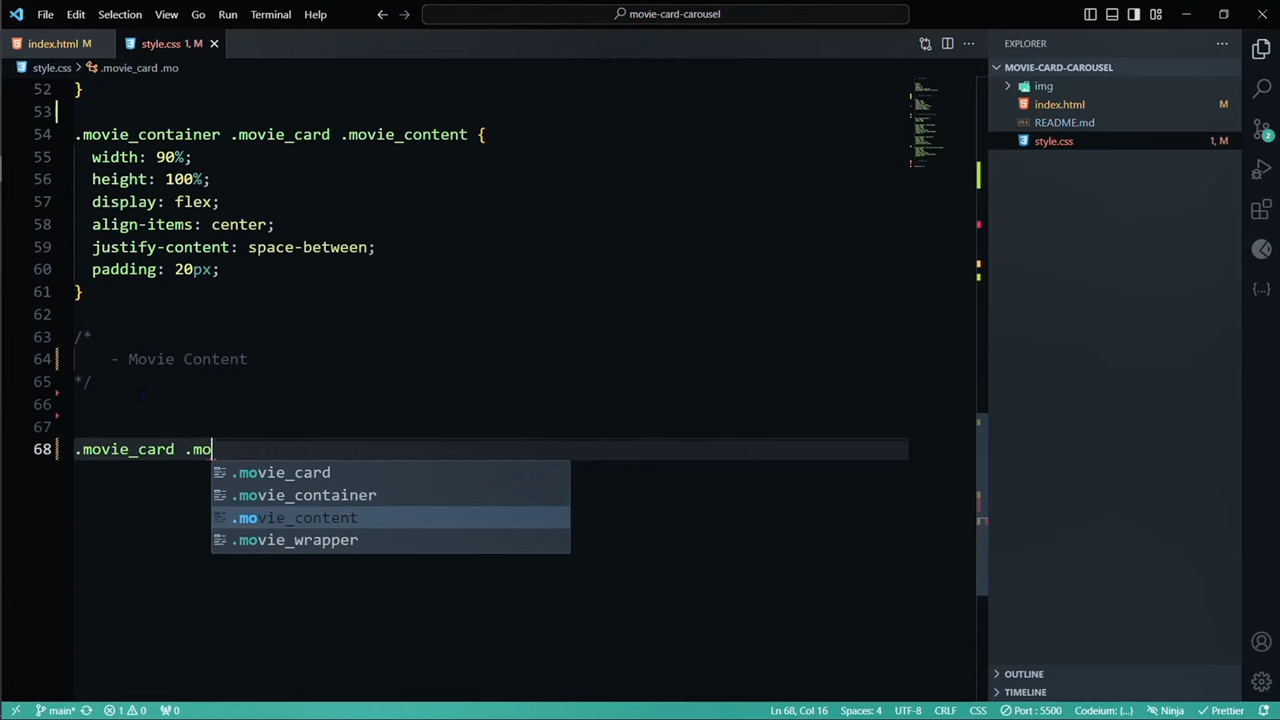 File Edit Selection View Go Run Terminal Help
movie-card-carousel
index.html M
style.css 1, M
style.css > .movie_card .mo
52 }
53
54 .movie_container .movie_card .movie_content {
55 width: 90%;
56 height: 100%;
57 display: flex;
58 align-items: center;
59 justify-content: space-between;
60 padding: 20px;
61 }
62
63 /*
64 - Movie Content
65 */
66
67
68 .movie_card .mo
.movie_card
.movie_container
.movie_content
.movie_wrapper
EXPLORER
MOVIE-CARD-CAROUSEL
img
index.html M
README.md
style.css 1, M
2
OUTLINE
TIMELINE
main* 1 0 0 Ln 68, Col 16 Spaces: 4 UTF-8 CRLF CSS Port : 5500 Codeium: {...} Ninja Prettier